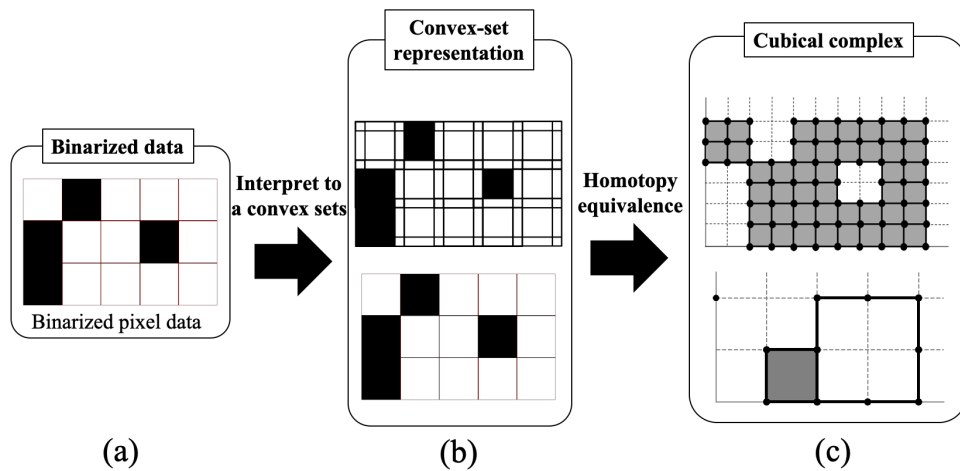 Binarized data
Binarized pixel data
(a)
Interpret to
a convex sets
Convex-set
representation
(b)
Homotopy
equivalence
Cubical complex
(c)